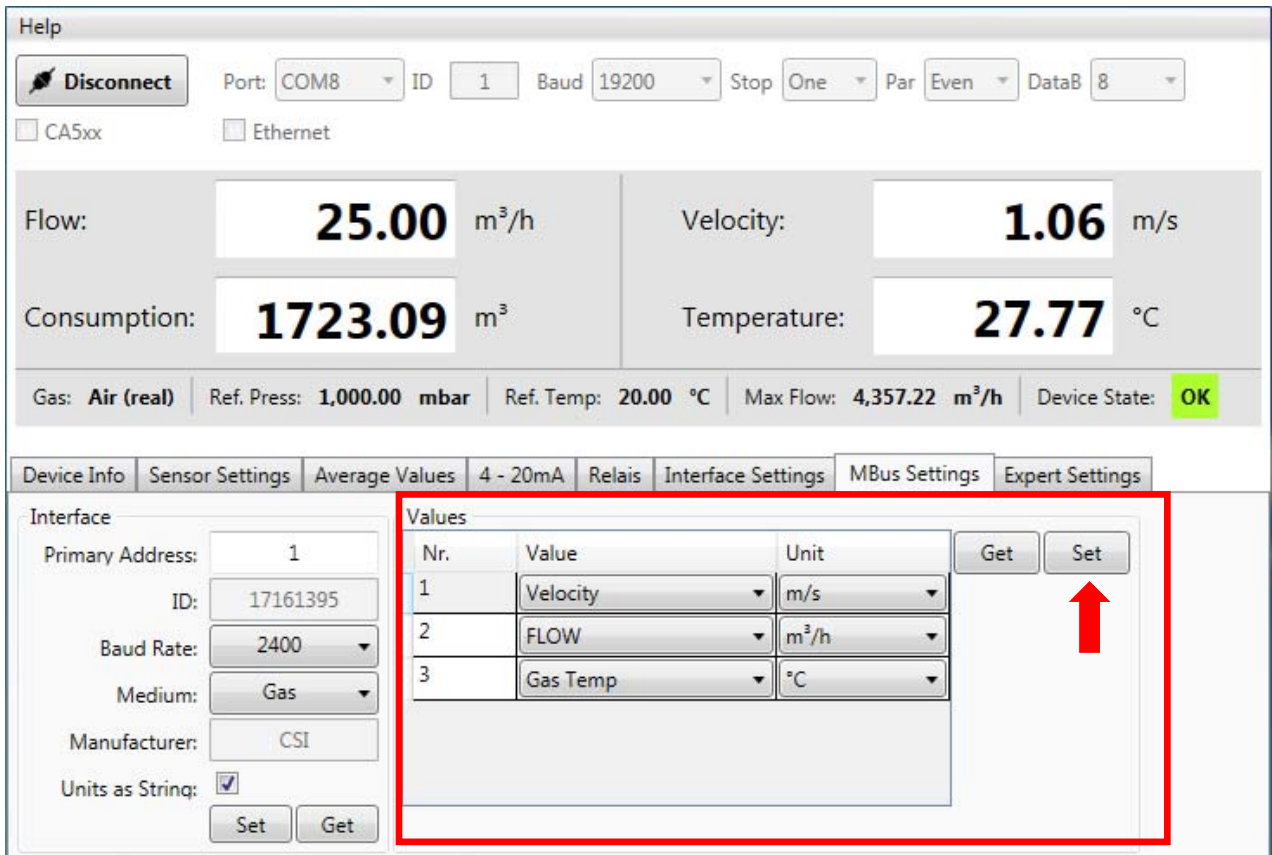 Help
Disconnect Port: COM8 ID 1 Baud 19200 Stop One Par Even DataB 8
CA5xx Ethernet
Flow: 25.00 m³/h Velocity: 1.06 m/s
Consumption: 1723.09 m³ Temperature: 27.77 °C
Gas: Air (real) Ref. Press: 1,000.00 mbar Ref. Temp: 20.00 °C Max Flow: 4,357.22 m³/h Device State: OK
Device Info Sensor Settings Average Values 4 - 20mA Relais Interface Settings MBus Settings Expert Settings
Interface
Primary Address: 1
ID: 17161395
Baud Rate: 2400
Medium: Gas
Manufacturer: CSI
Units as String:
Set Get
Values
Nr. Value Unit Get Set
1 Velocity m/s
2 FLOW m³/h
3 Gas Temp °C